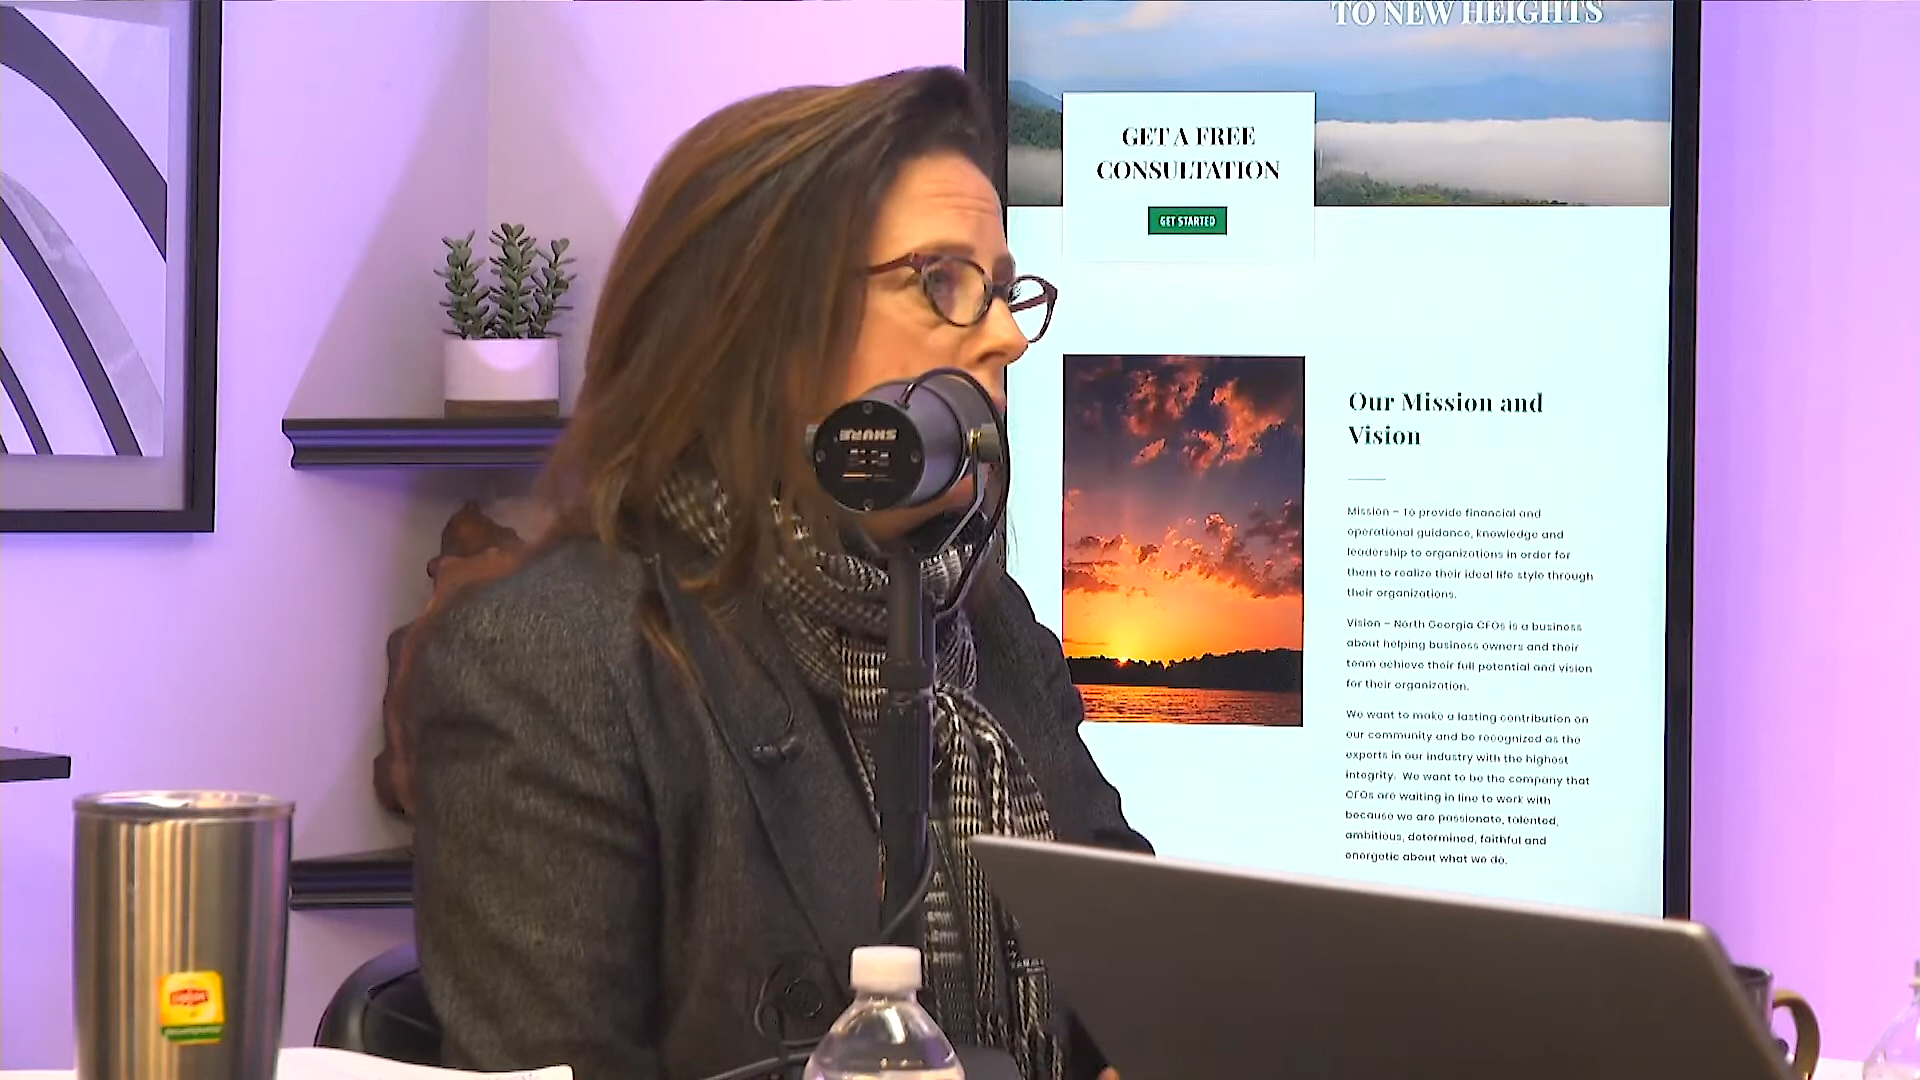 TO NEW HEIGHTS
GET A FREE
CONSULTATION
GET STARTED
Our Mission and
Vision
Mission – To provide financial and
operational guidance, knowledge and
leadership to organizations in order for
them to realize their ideal life style through
their organizations.
Vision – North Georgia CFOs is a business
about helping business owners and their
team achieve their full potential and vision
for their organization.
We want to make a lasting contribution on
our community and be recognized as the
experts in our industry with the highest
integrity. We want to be the company that
CFOs are waiting in line to work with
because we are passionate, talented,
ambitious, determined, faithful and
energetic about what we do.
SHURE
Lipton